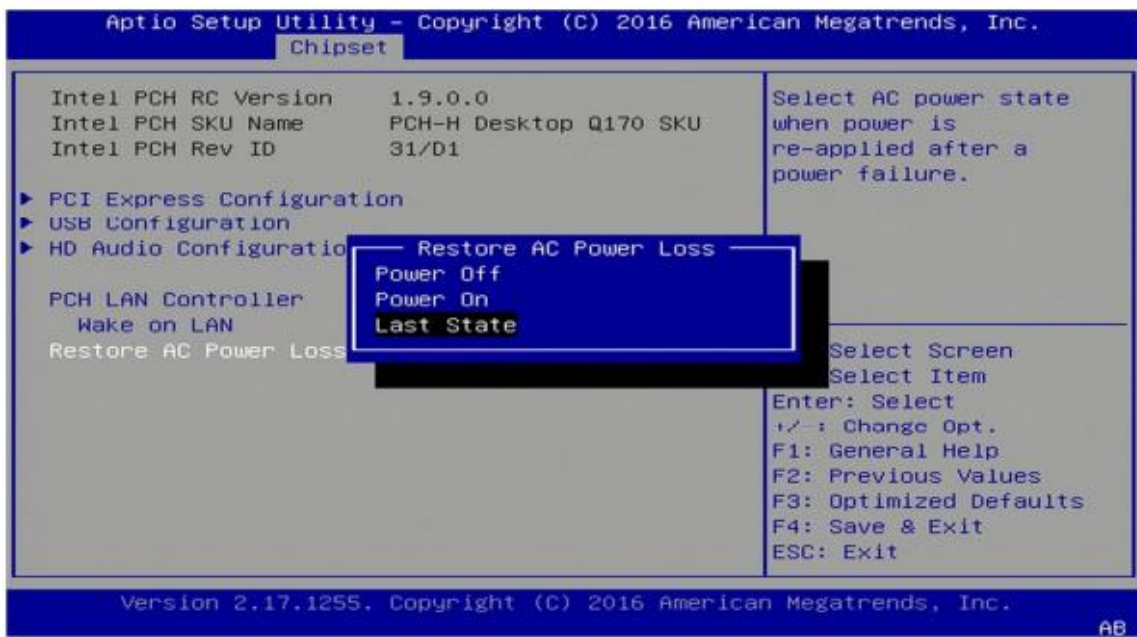 Aptio Setup Utility – Copyright (C) 2016 American Megatrends, Inc.
Chipset
Intel PCH RC Version 1.9.0.0
Intel PCH SKU Name PCH-H Desktop Q170 SKU
Intel PCH Rev ID 31/D1
▶ PCI Express Configuration
▶ USB Configuration
▶ HD Audio Configuratio
PCH LAN Controller
Wake on LAN
Restore AC Power Loss
Restore AC Power Loss
Power Off
Power On
Last State
Select AC power state
when power is
re-applied after a
power failure.
Select Screen
Select Item
Enter: Select
+/-: Change Opt.
F1: General Help
F2: Previous Values
F3: Optimized Defaults
F4: Save & Exit
ESC: Exit
Version 2.17.1255. Copyright (C) 2016 American Megatrends, Inc.
AB